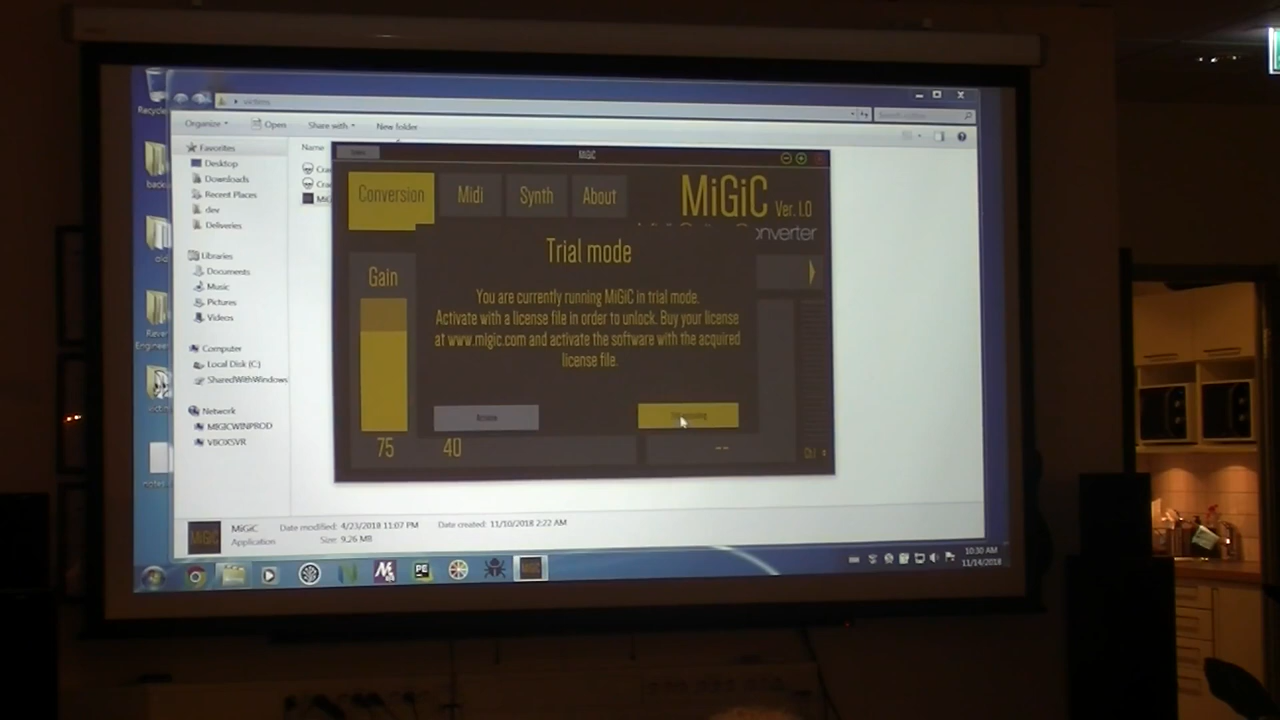 Recycle
victims
Organize
Open
Share with
New folder
Favorites
Desktop
Downloads
Recent Places
dev
Deliveries
Libraries
Documents
Music
Pictures
Videos
Computer
Local Disk (C:)
SharedWithWindows
Network
MIGICWINPROD
VBOXSVR
Name
MiGiC
Conversion
Midi
Synth
About
MiGiC Ver. 1.0
Gain
75
40
Trial mode
You are currently running MiGiC in trial mode.
Activate with a license file in order to unlock. Buy your license
at www.migic.com and activate the software with the acquired
license file.
MiGiC
Date modified: 4/23/2018 11:07 PM
Date created: 11/10/2018 2:22 AM
Application
Size: 9.26 MB
PE
10:30 AM
11/14/2018